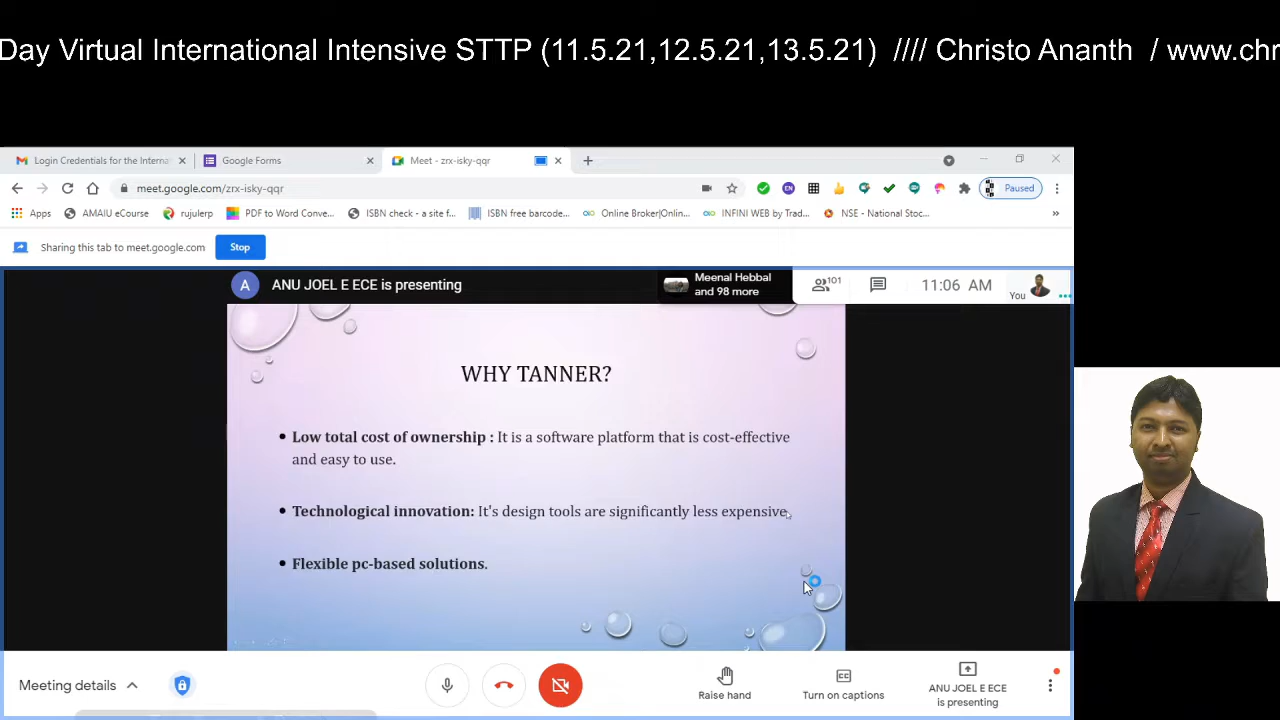 Day Virtual International Intensive STTP (11.5.21,12.5.21,13.5.21) //// Christo Ananth / www.chr
Login Credentials for the Interna
Google Forms
Meet - zrx-isky-qqr
meet.google.com/zrx-isky-qqr
EN
Paused
Apps
AMAIU eCourse
rujulerp
PDF to Word Conve...
ISBN check - a site f...
ISBN free barcode...
Online Broker|Onlin...
INFINI WEB by Trad...
NSE - National Stoc...
Sharing this tab to meet.google.com
Stop
A
ANU JOEL E ECE is presenting
Meenal Hebbal
and 98 more
101
11:06 AM
You
WHY TANNER?
• Low total cost of ownership : It is a software platform that is cost-effective
and easy to use.
• Technological innovation: It's design tools are significantly less expensive.
• Flexible pc-based solutions.
Meeting details
Raise hand
CC
Turn on captions
ANU JOEL E ECE
is presenting